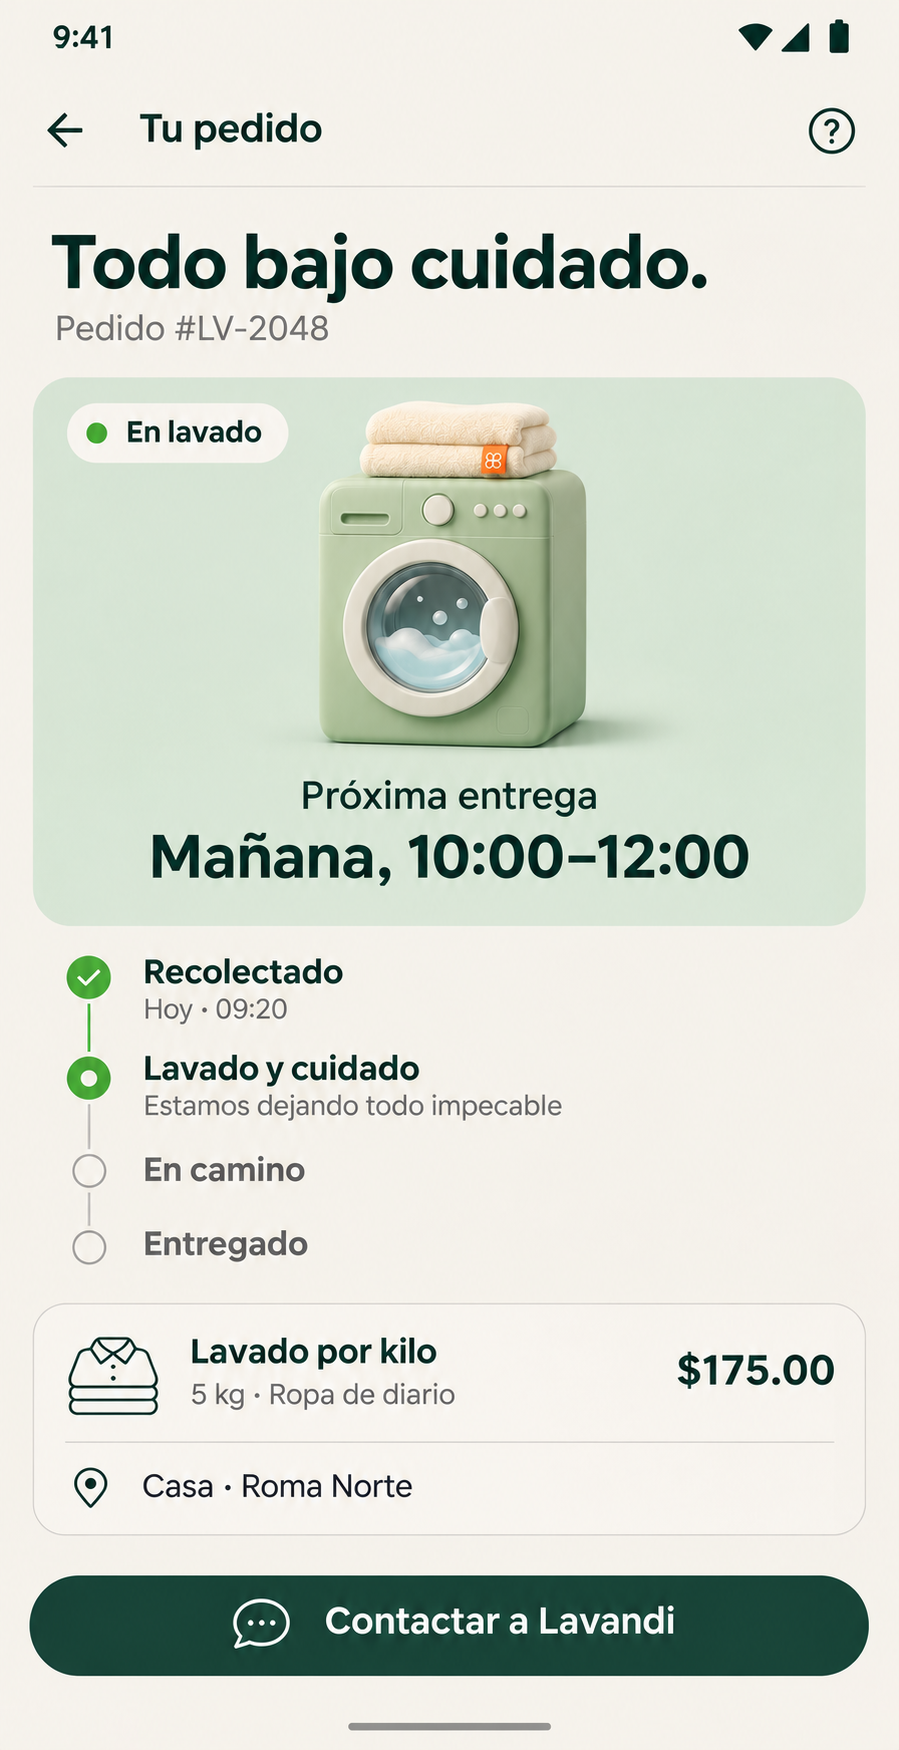 9:41
Tu pedido
Todo bajo cuidado.
Pedido #LV-2048
En lavado
Próxima entrega
Mañana, 10:00–12:00
Recolectado
Hoy • 09:20
Lavado y cuidado
Estamos dejando todo impecable
En camino
Entregado
Lavado por kilo
5 kg • Ropa de diario
$175.00
Casa • Roma Norte
Contactar a Lavandi